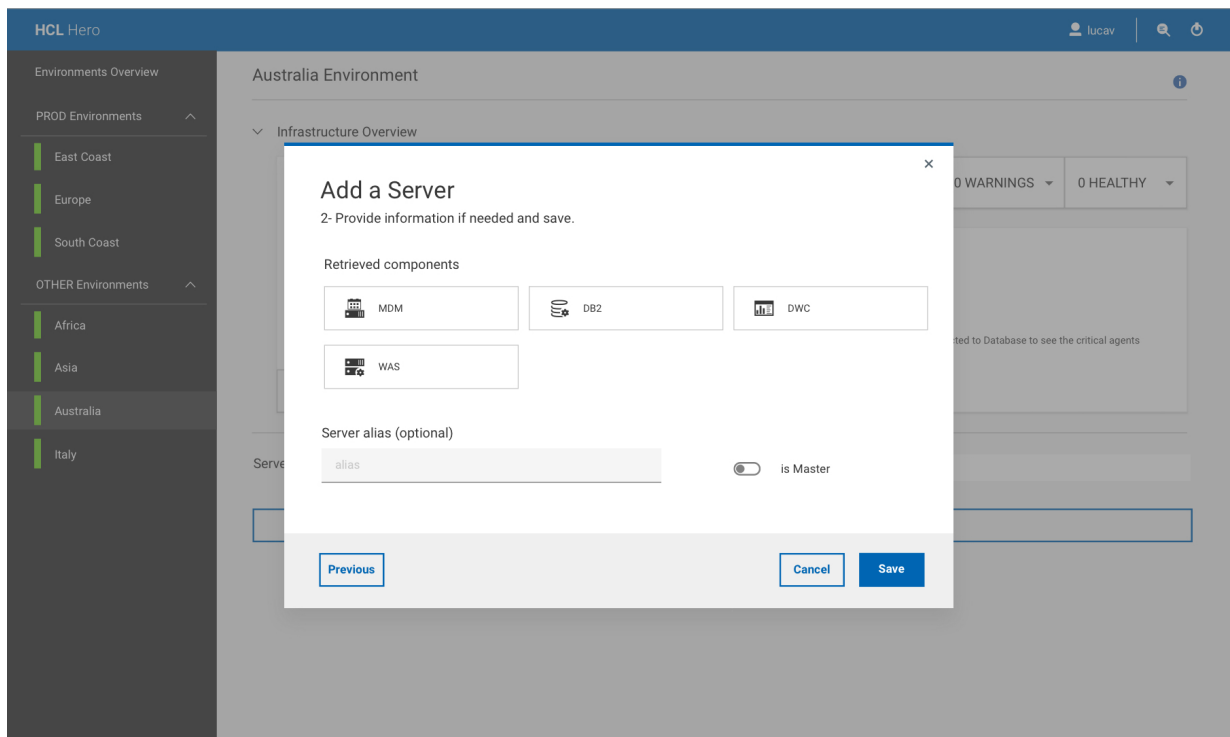 HCL Hero
lucav
Environments Overview
PROD Environments
East Coast
Europe
South Coast
OTHER Environments
Africa
Asia
Australia
Italy
Australia Environment
Infrastructure Overview
0 WARNINGS
0 HEALTHY
to Database to see the critical agents
Add a Server
2- Provide information if needed and save.
Retrieved components
MDM
DB2
DWC
WAS
Server alias (optional)
alias
is Master
Previous
Cancel
Save